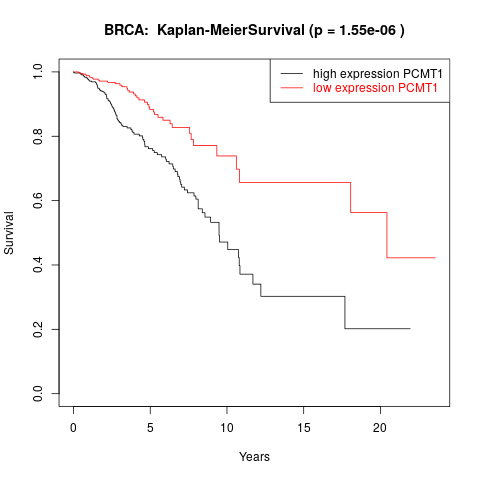 BRCA:  Kaplan-MeierSurvival (p = 1.55e-06 )
high expression PCMT1
low expression PCMT1
Survival
1.0
0.8
0.6
0.4
0.2
0.0
0 5 10 15 20
Years